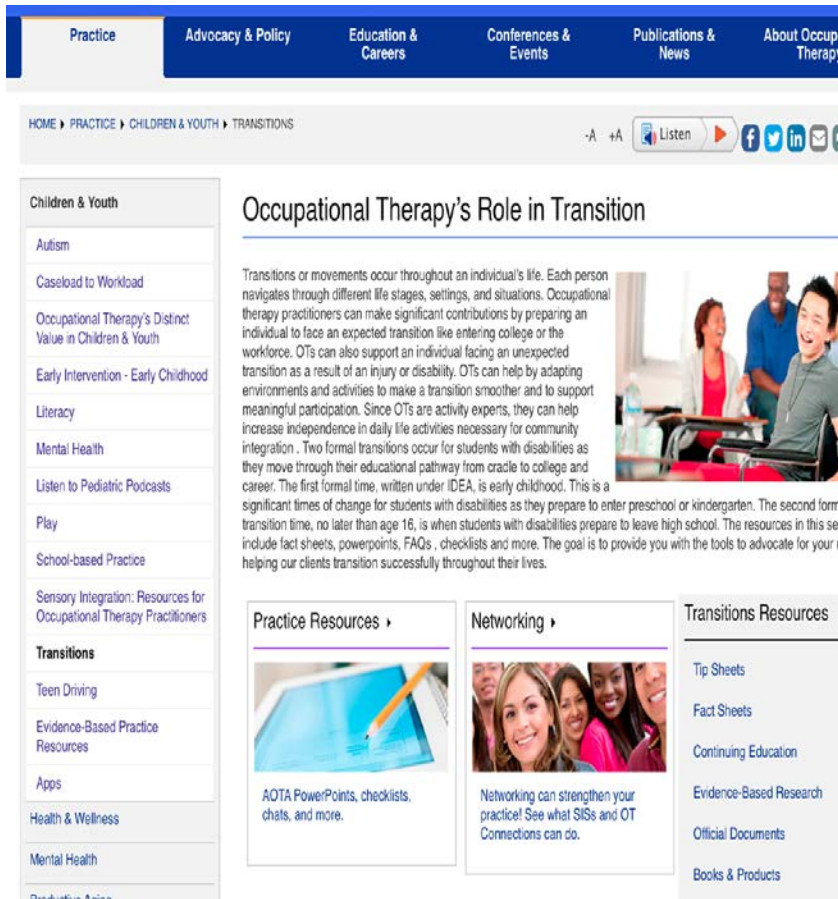 Practice
Advocacy & Policy
Education &
Careers
Conferences &
Events
Publications &
News
About
Therapy
HOME ▸ PRACTICE ▸ CHILDREN & YOUTH ▸ TRANSITIONS
-A +A Listen
Children & Youth
Autism
Caseload to Workload
Occupational Therapy's Distinct
Value in Children & Youth
Early Intervention - Early Childhood
Literacy
Mental Health
Listen to Pediatric Podcasts
Play
School-based Practice
Sensory Integration: Resources for
Occupational Therapy Practitioners
Transitions
Teen Driving
Evidence-Based Practice
Resources
Apps
Health & Wellness
Mental Health
Occupational Therapy's Role in Transition
Transitions or movements occur throughout an individual's life. Each person
navigates through different life stages, settings, and situations. Occupational
therapy practitioners can make significant contributions by preparing an
individual to face an expected transition like entering college or the
workforce. OTs can also support an individual facing an unexpected
transition as a result of an injury or disability. OTs can help by adapting
environments and activities to make a transition smoother and to support
meaningful participation. Since OTs are activity experts, they can help
increase independence in daily life activities necessary for community
integration . Two formal transitions occur for students with disabilities as
they move through their educational pathway from cradle to college and
career. The first formal time, written under IDEA, is early childhood. This is a
significant times of change for students with disabilities as they prepare to enter preschool or kindergarten. The second form
transition time, no later than age 16, is when students with disabilities prepare to leave high school. The resources in this se
include fact sheets, powerpoints, FAQs , checklists and more. The goal is to provide you with the tools to advocate for your
helping our clients transition successfully throughout their lives.
Practice Resources ▸
AOTA PowerPoints, checklists,
chats, and more.
Networking ▸
Networking can strengthen your
practice! See what SISs and OT
Connections can do.
Transitions Resources
Tip Sheets
Fact Sheets
Continuing Education
Evidence-Based Research
Official Documents
Books & Products